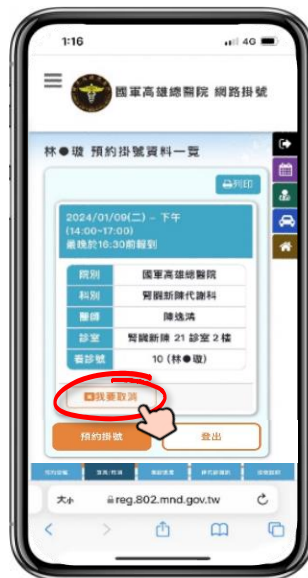 1:16
4G
國軍高雄總醫院 網路掛號
林●璇 預約掛號資料一覽
列印
2024/01/09(二) – 下午
(14:00~17:00)
最晚於16:30前報到
院別 國軍高雄總醫院
科別 腎臟新陳代謝科
醫師 陳逸鴻
診室 腎臟新陳 21 診室 2 樓
看診號 10 (林●璇)
我要取消
預約掛號 登出
大小 reg.802.mnd.gov.tw